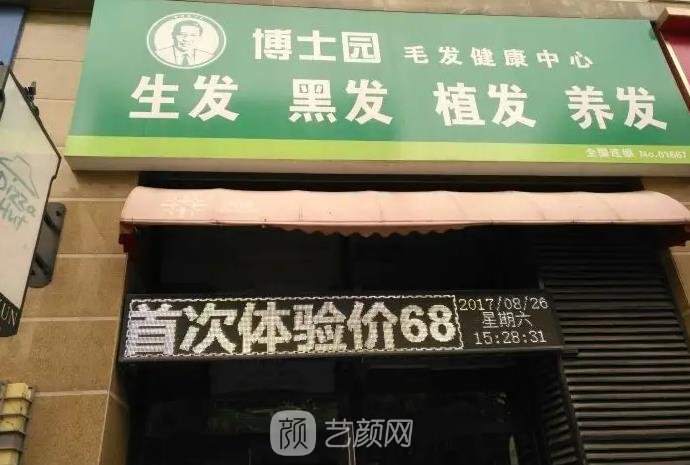 博士园 毛发健康中心
生发 黑发 植发 养发
全国连锁 No.01667
Pizza
Hut
首次体验价68
2017/08/26
星期六
15:28:31
颜 艺颜网